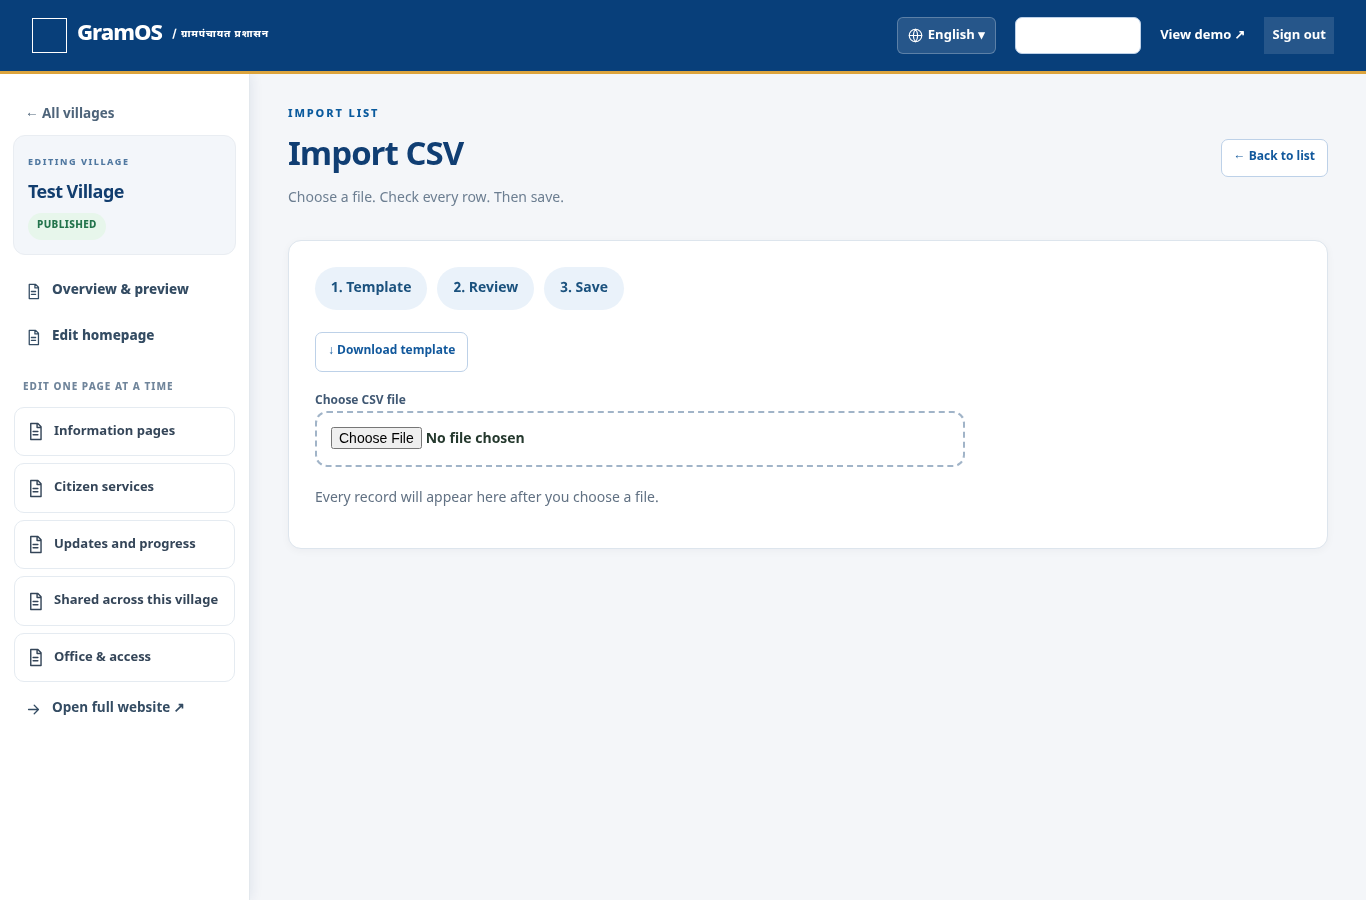 GramOS / ग्रामपंचायत प्रशासन
English ▾
View demo ↗
Sign out
← All villages
EDITING VILLAGE
Test Village
PUBLISHED
Overview & preview
Edit homepage
EDIT ONE PAGE AT A TIME
Information pages
Citizen services
Updates and progress
Shared across this village
Office & access
Open full website ↗
IMPORT LIST
Import CSV
← Back to list
Choose a file. Check every row. Then save.
1. Template
2. Review
3. Save
↓ Download template
Choose CSV file
Choose File No file chosen
Every record will appear here after you choose a file.